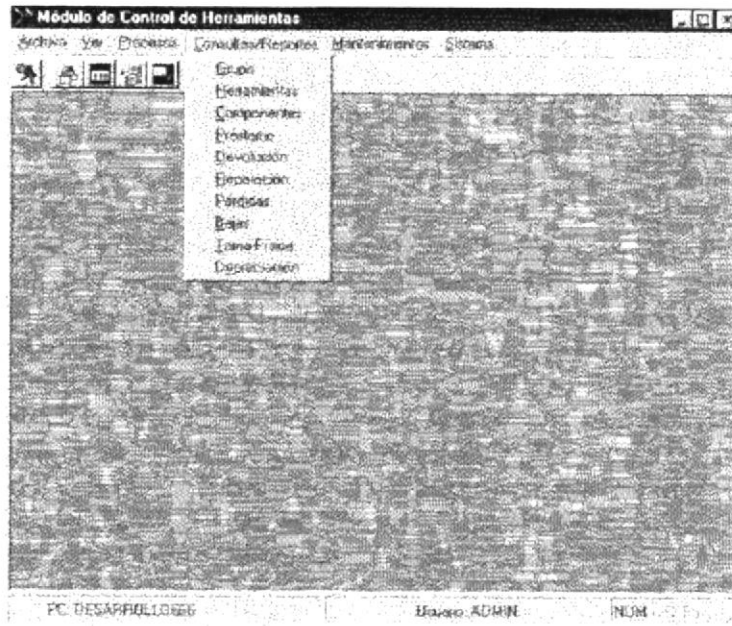 Módulo de Control de Herramientas
Archivo Ver Procesos Consultas/Reportes Mantenimientos Sistema
Grupo
Herramientas
Componentes
Préstamo
Devolución
Reparación
Pérdidas
Bajas
Toma Física
Depreciación
PC: DESARROLLO666 Usuario: ADMIN NUM